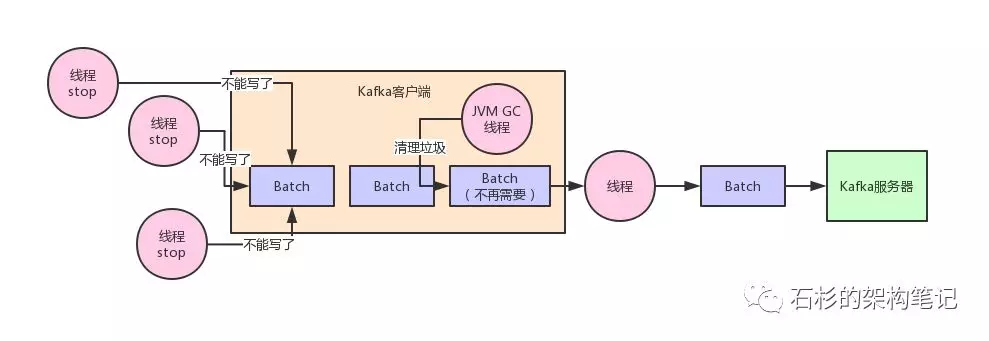 线程
stop
不能写了
Kafka客户端
JVM GC
线程
线程
stop
清理垃圾
不能写了
Batch
Batch
Batch
（不再需要）
线程
Batch
Kafka服务器
线程
stop
不能写了
石杉的架构笔记